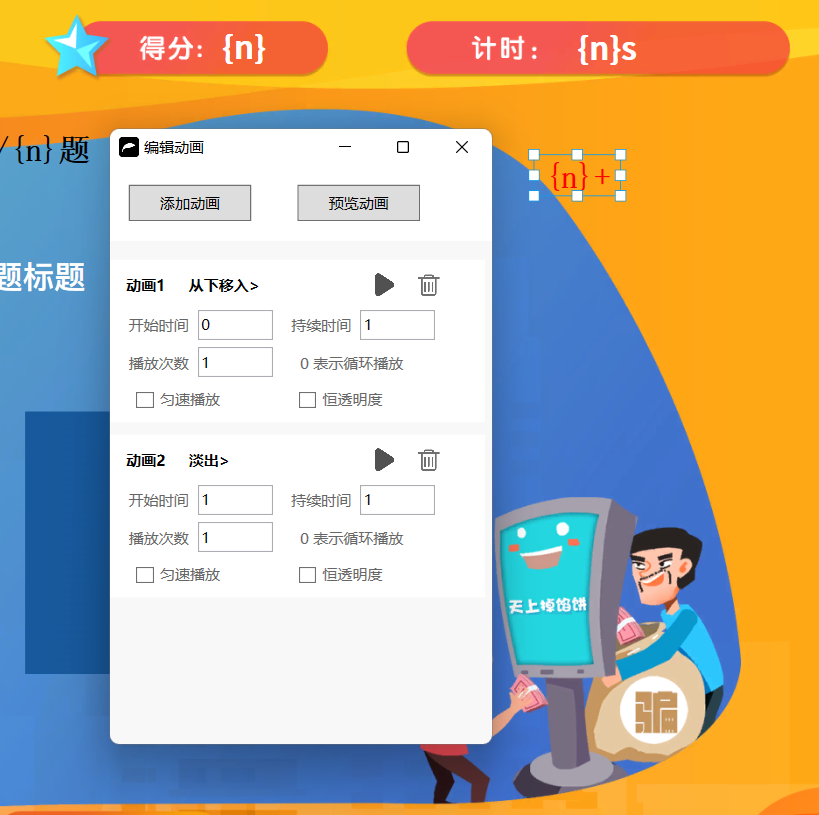 得分: {n}
计时: {n}s
/{n}题
编辑动画
{n}+
添加动画
预览动画
题标题
动画1 从下移入>
开始时间 0 持续时间 1
播放次数 1 0 表示循环播放
匀速播放 恒透明度
动画2 淡出>
开始时间 1 持续时间 1
播放次数 1 0 表示循环播放
匀速播放 恒透明度
天上掉馅饼
骗